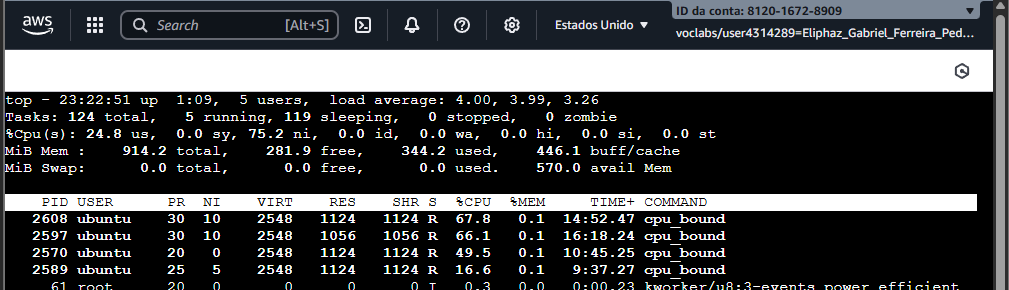 aws Search [Alt+S] Estados Unido ID da conta: 8120-1672-8909
voclabs/user4314289=Eliphaz_Gabriel_Ferreira_Ped...
top - 23:22:51 up  1:09,  5 users,  load average: 4.00, 3.99, 3.26
Tasks: 124 total,   5 running, 119 sleeping,   0 stopped,   0 zombie
%Cpu(s): 24.8 us,  0.0 sy, 75.2 ni,  0.0 id,  0.0 wa,  0.0 hi,  0.0 si,  0.0 st
MiB Mem :    914.2 total,    281.9 free,    344.2 used,    446.1 buff/cache
MiB Swap:      0.0 total,      0.0 free,      0.0 used.    570.0 avail Mem
PID USER      PR  NI    VIRT    RES    SHR S  %CPU  %MEM     TIME+ COMMAND
2608 ubuntu    30  10    2548   1124   1124 R  67.8   0.1  14:52.47 cpu_bound
2597 ubuntu    30  10    2548   1056   1056 R  66.1   0.1  16:18.24 cpu_bound
2570 ubuntu    20   0    2548   1124   1124 R  49.5   0.1  10:45.25 cpu_bound
2589 ubuntu    25   5    2548   1124   1124 R  16.6   0.1   9:37.27 cpu_bound
61 root      20   0       0      0      0 I   0.3   0.0   0:00.23 kworker/u8:3-events_power_efficient